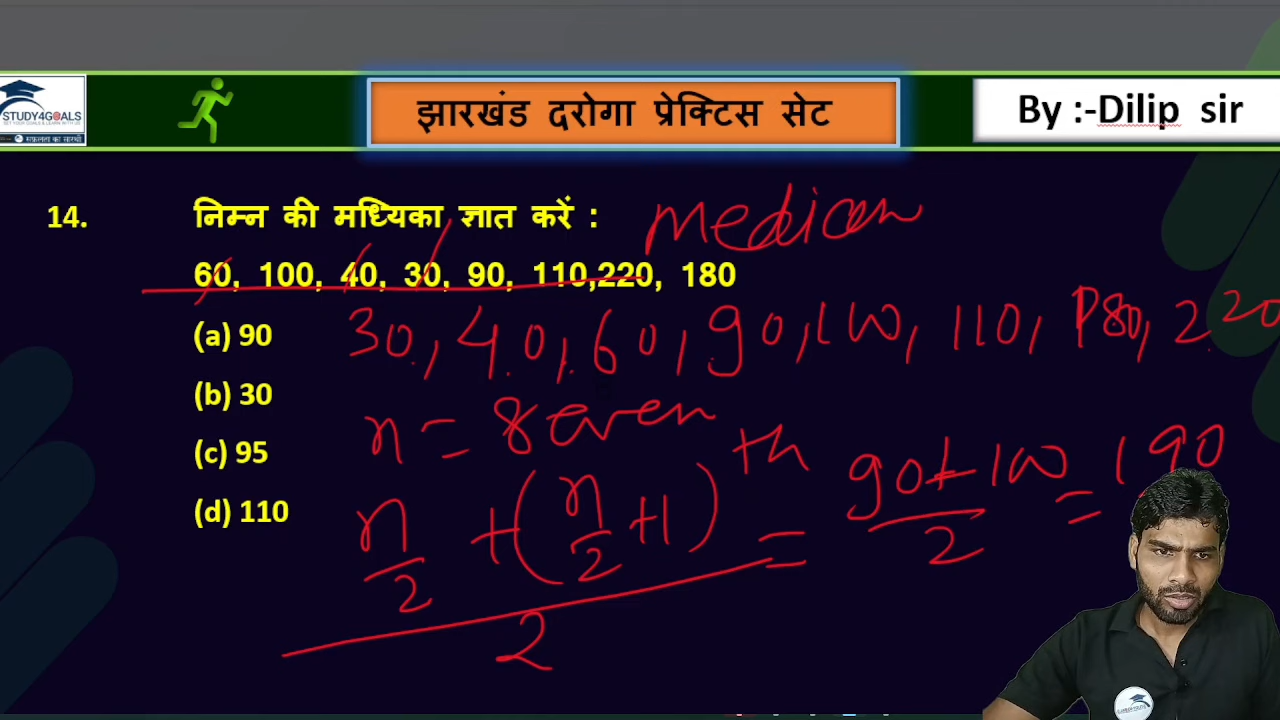 STUDY4GOALS
सफलता का सारथी
झारखंड दरोगा प्रेक्टिस सेट
By :-Dilip sir
14. निम्न की मध्यिका ज्ञात करें : Median
60, 100, 40, 30, 90, 110,220, 180
30, 40, 60, 90, 100, 110, 180, 220
(a) 90
(b) 30
n = 8 even
(c) 95
(d) 110
n/2 + (n/2 + 1)th / 2 = 90 + 100 / 2 = 190